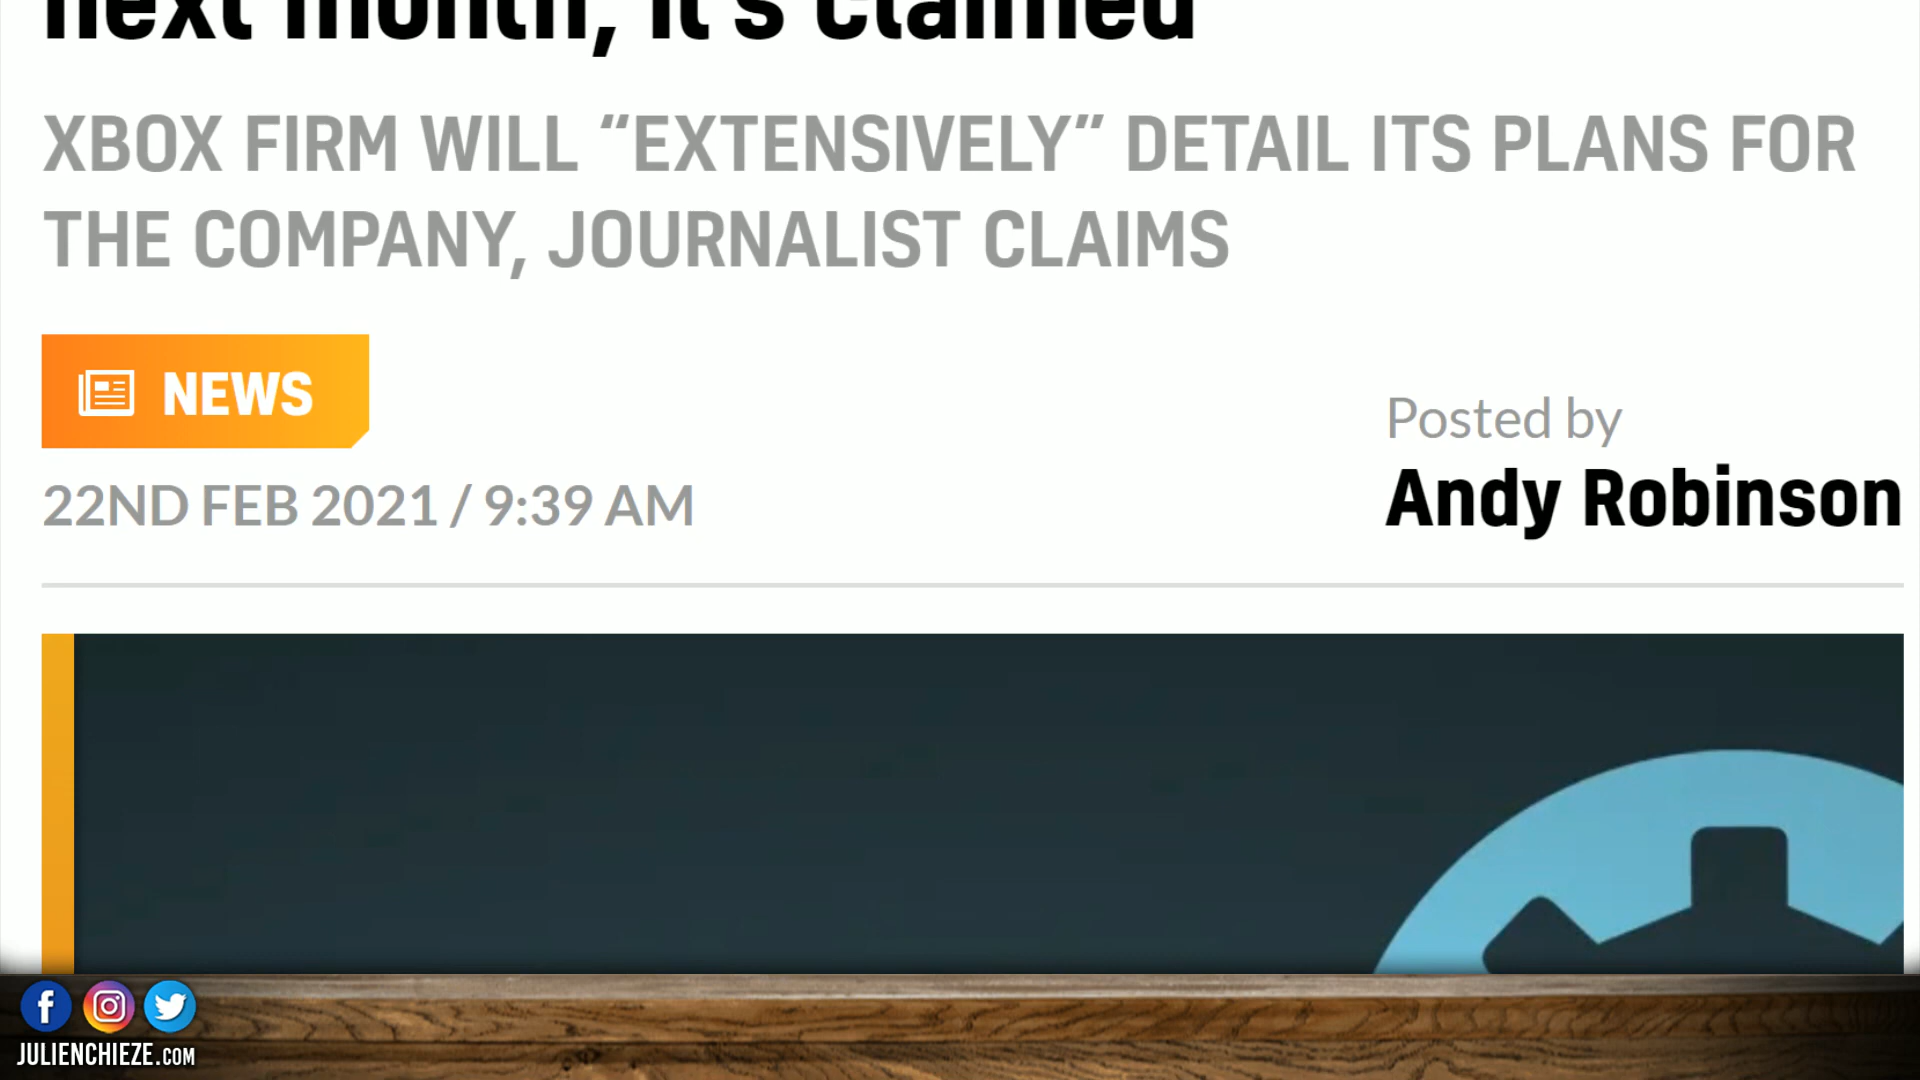 next month, it's claimed
XBOX FIRM WILL “EXTENSIVELY” DETAIL ITS PLANS FOR
THE COMPANY, JOURNALIST CLAIMS
NEWS
22ND FEB 2021 / 9:39 AM
Posted by
Andy Robinson
JULIENCHIEZE.COM